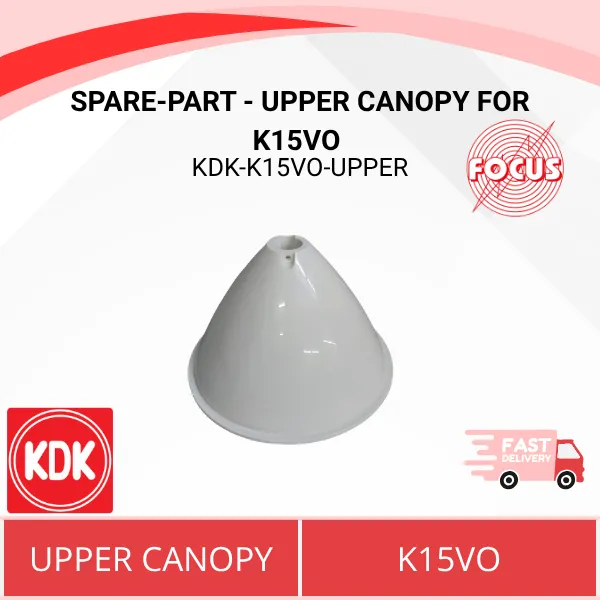 SPARE-PART - UPPER CANOPY FOR
K15VO
KDK-K15VO-UPPER
FOCUS
KDK
FAST
DELIVERY
UPPER CANOPY
K15VO